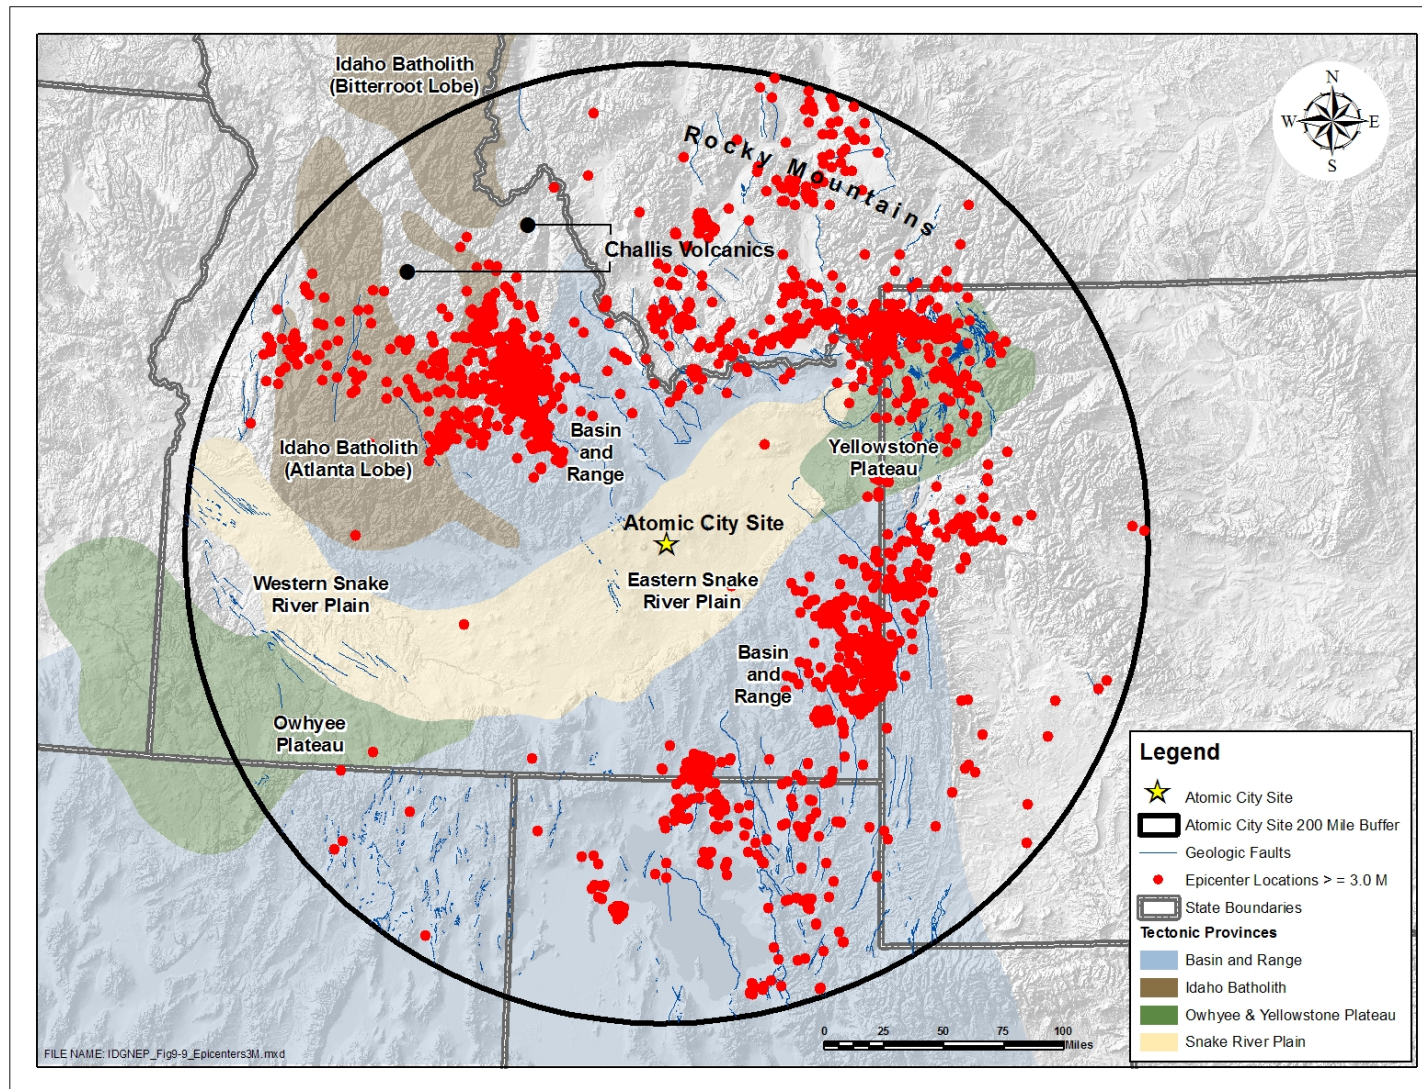 Idaho Batholith
(Bitterroot Lobe)
N
W
E
S
Rocky Mountains
Challis Volcanics
Idaho Batholith
(Atlanta Lobe)
Basin
and
Range
Yellowstone
Plateau
Atomic City Site
Western Snake
River Plain
Eastern Snake
River Plain
Basin
and
Range
Owhyee
Plateau
Legend
Atomic City Site
Atomic City Site 200 Mile Buffer
Geologic Faults
Epicenter Locations > = 3.0 M
State Boundaries
Tectonic Provinces
Basin and Range
Idaho Batholith
Owhyee & Yellowstone Plateau
Snake River Plain
0 25 50 75 100
Miles
FILE NAME: IDGNEP_Fig9-9_Epicenters3M.mxd